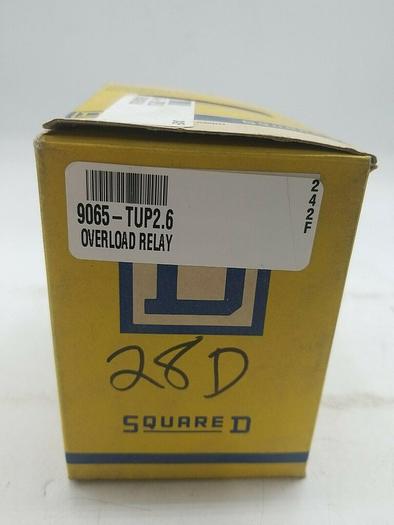 9065-TUP2.6
OVERLOAD RELAY
242F
D
28D
SQUARE D